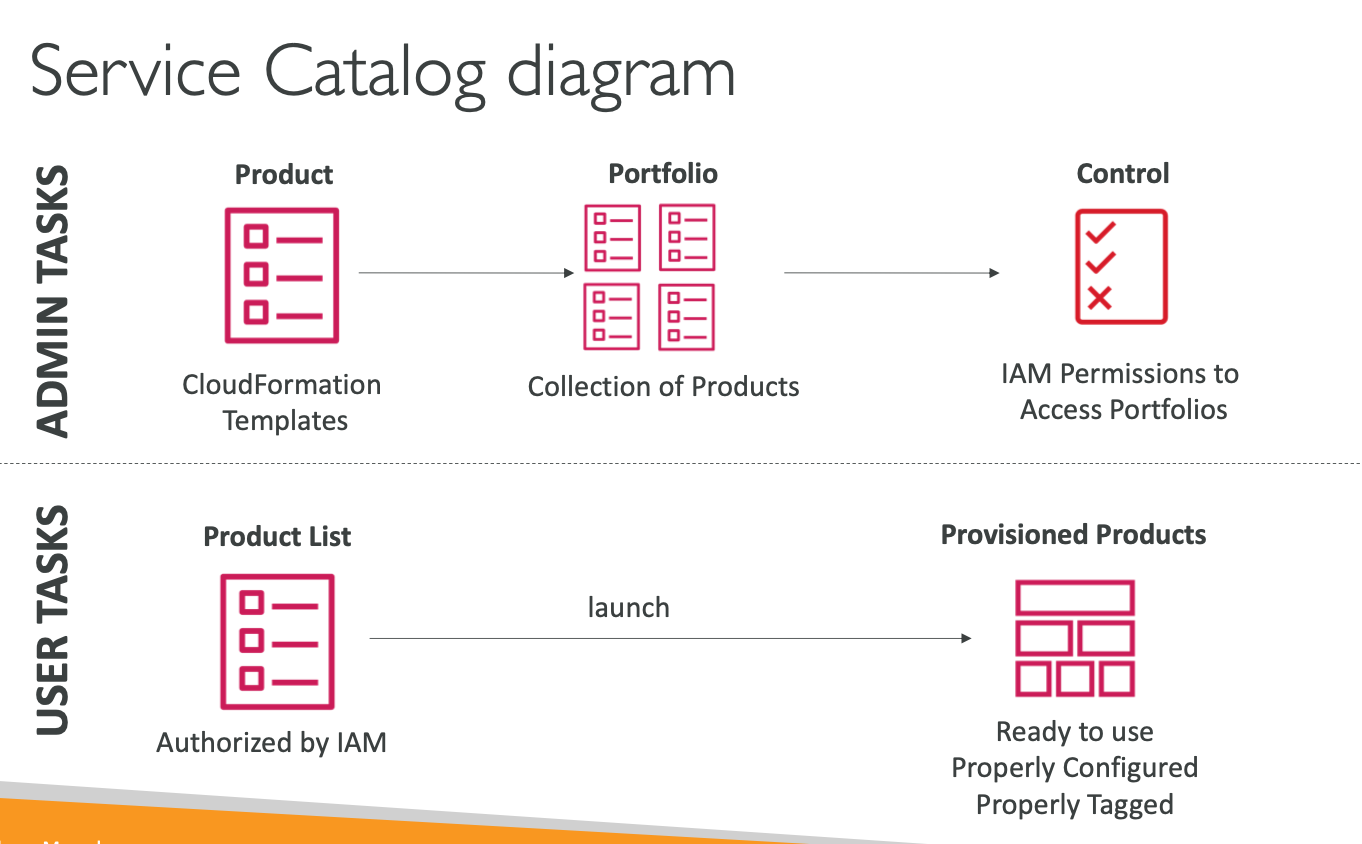 Service Catalog diagram
ADMIN TASKS
Product
Portfolio
Control
CloudFormation
Templates
Collection of Products
IAM Permissions to
Access Portfolios
USER TASKS
Product List
Provisioned Products
launch
Authorized by IAM
Ready to use
Properly Configured
Properly Tagged